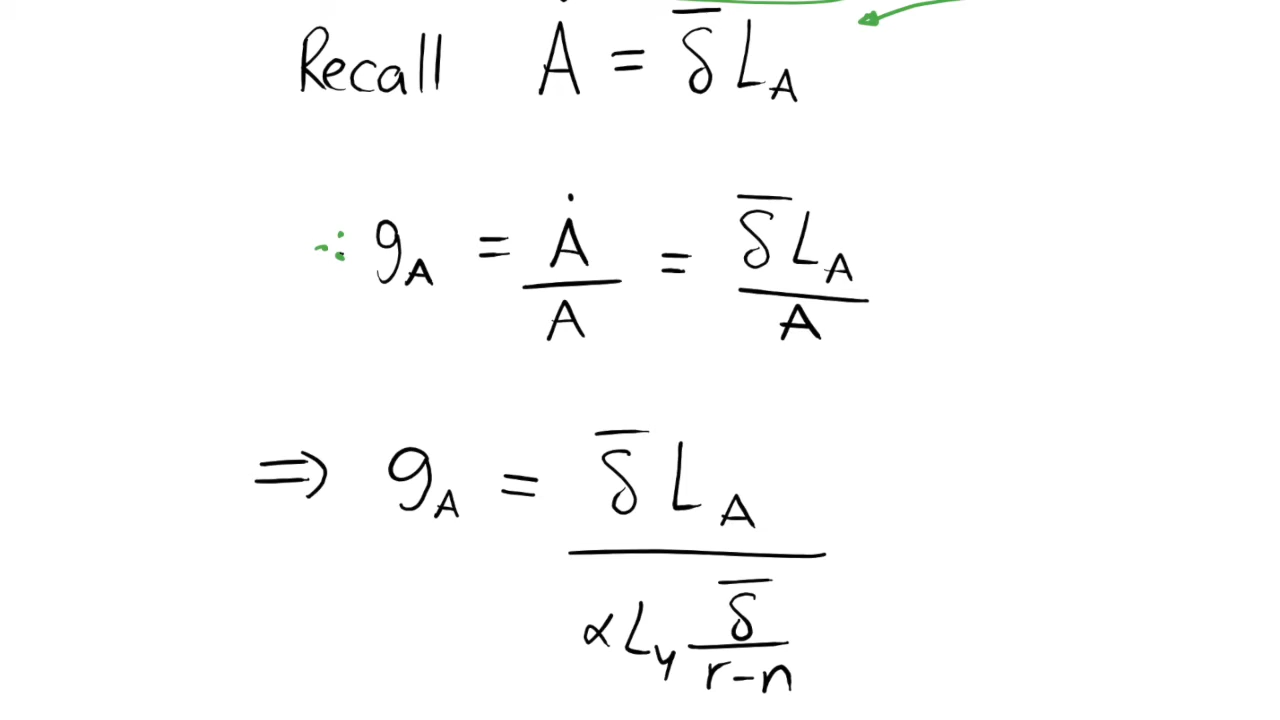 Recall Ȧ = δ̅ L_A
∴ g_A = Ȧ / A = δ̅ L_A / A
⇒ g_A = δ̅ L_A / (α L_Y δ̅ / (r−n))